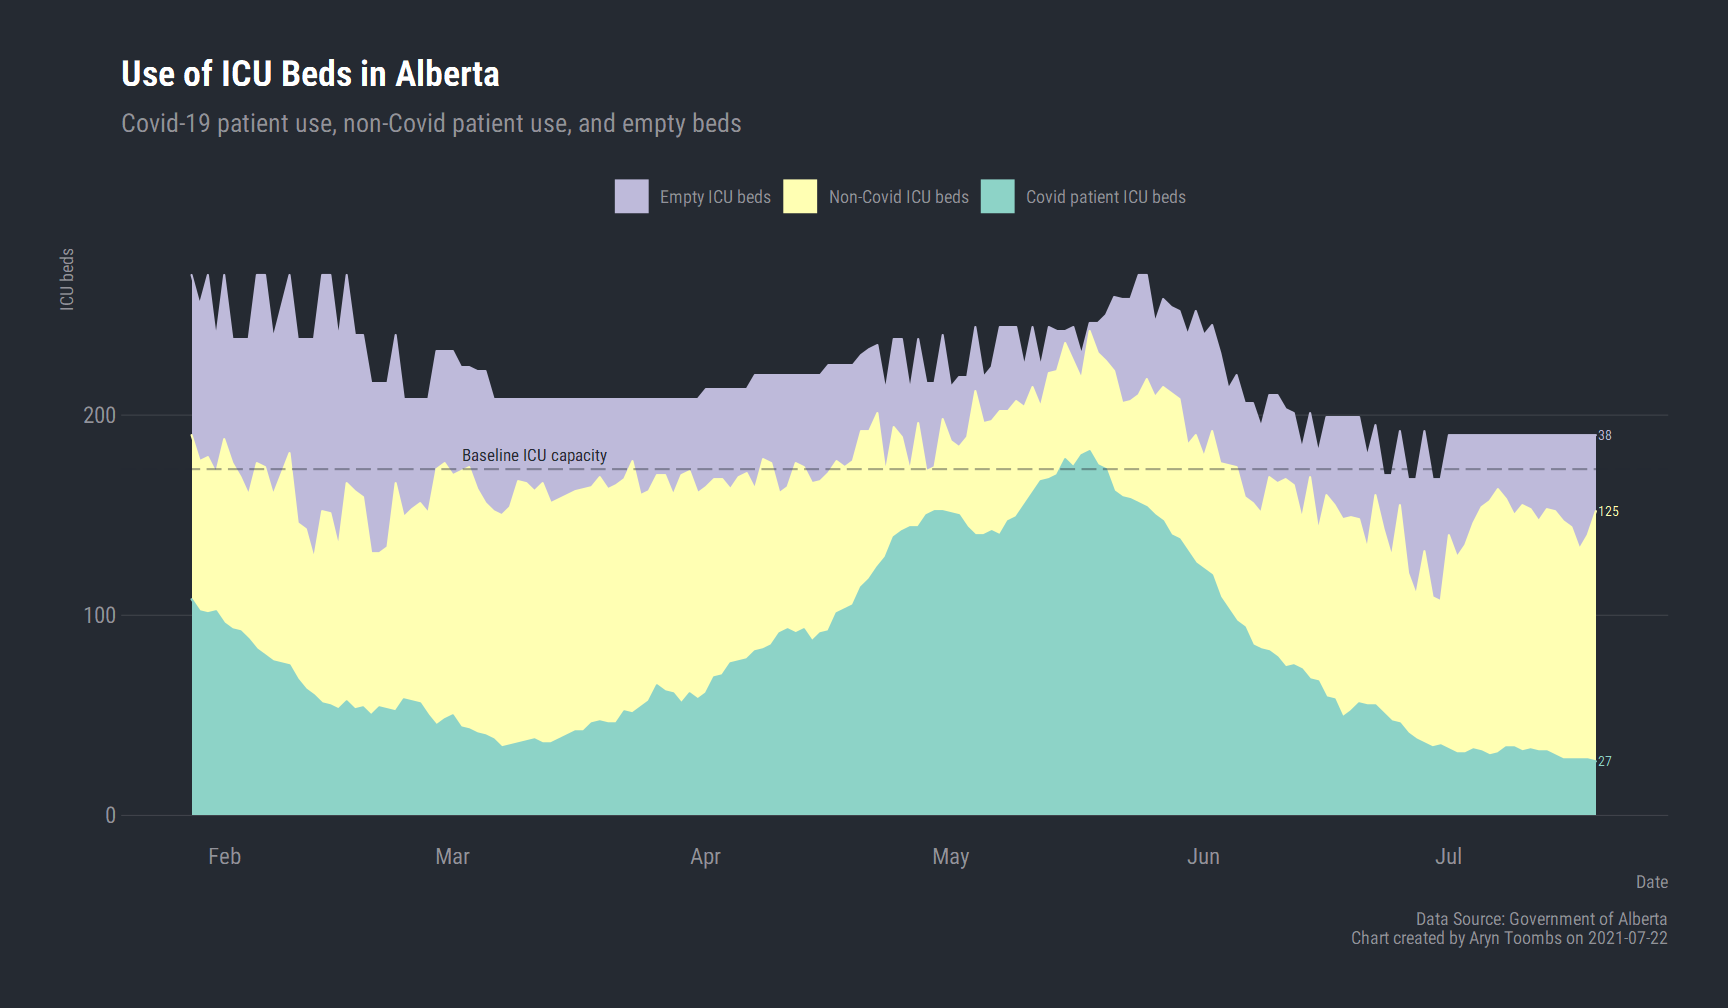 Use of ICU Beds in Alberta
Covid-19 patient use, non-Covid patient use, and empty beds
Empty ICU beds Non-Covid ICU beds Covid patient ICU beds
ICU beds
200
100
0
Baseline ICU capacity
38
125
27
Feb Mar Apr May Jun Jul
Date
Data Source: Government of Alberta
Chart created by Aryn Toombs on 2021-07-22